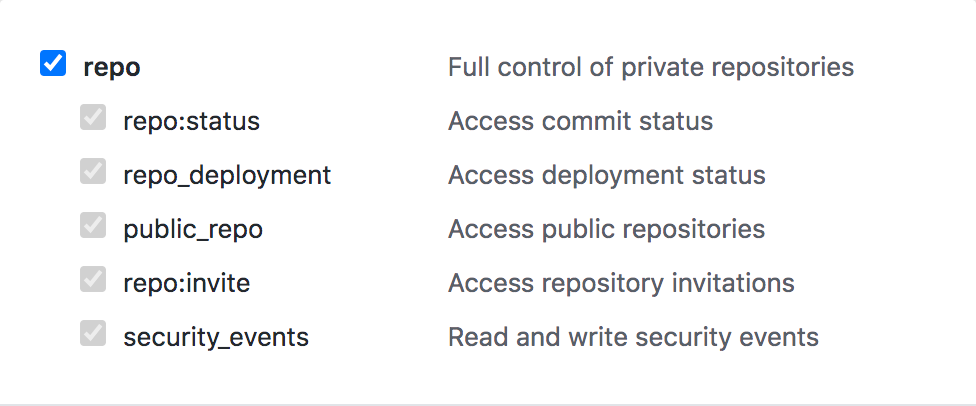 repo Full control of private repositories
repo:status Access commit status
repo_deployment Access deployment status
public_repo Access public repositories
repo:invite Access repository invitations
security_events Read and write security events